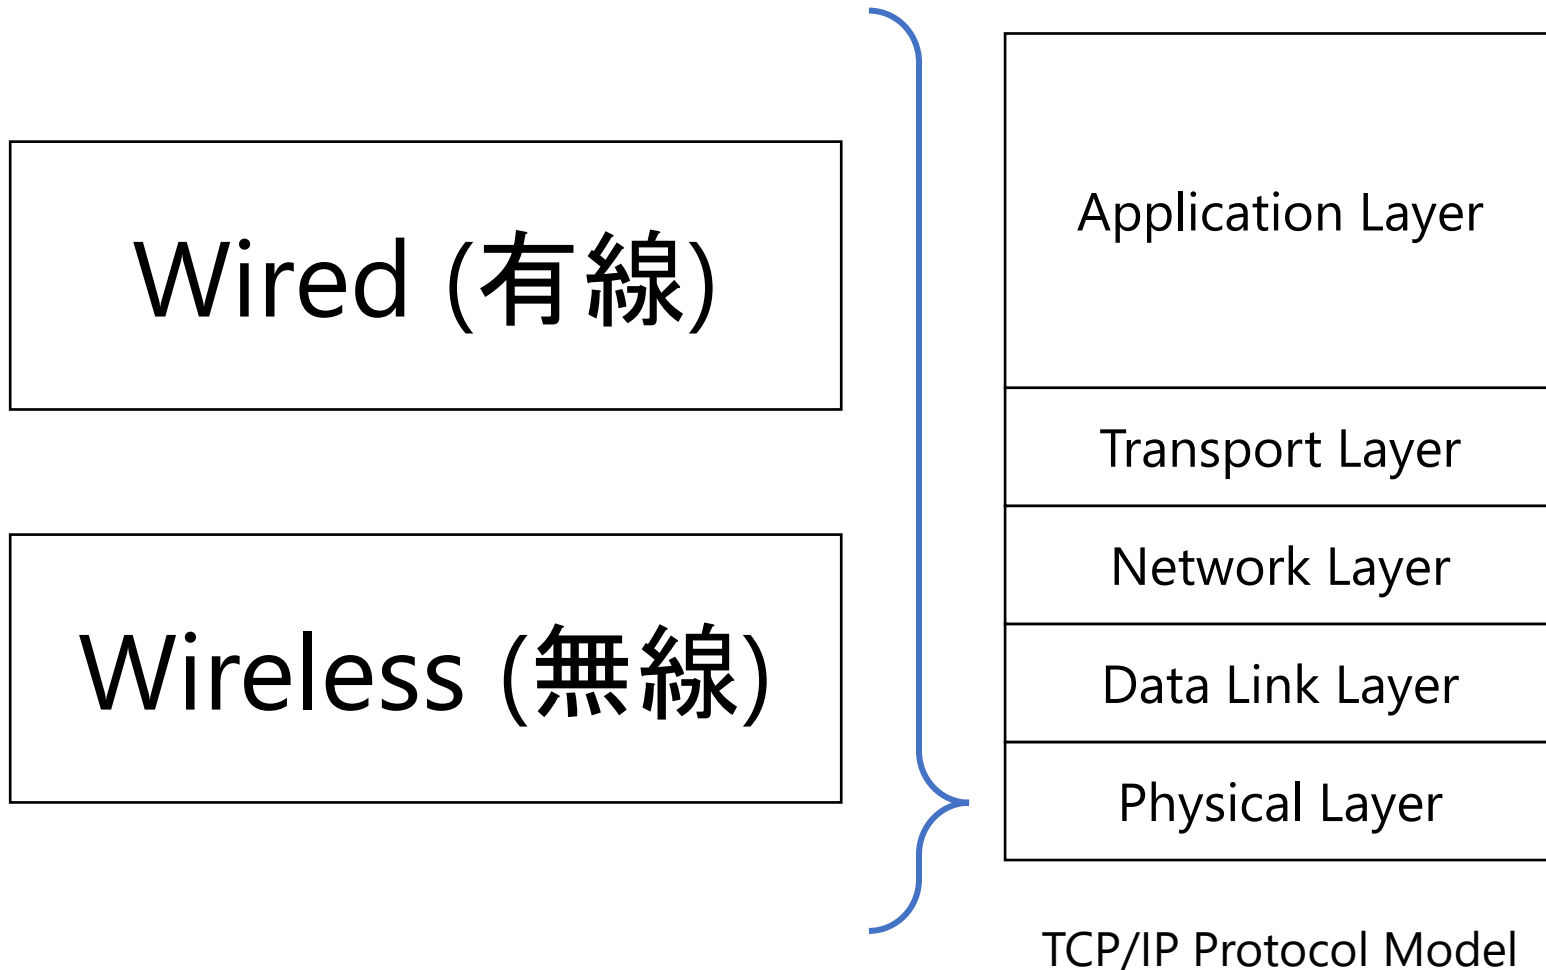 Wired (有線)
Wireless (無線)
Application Layer
Transport Layer
Network Layer
Data Link Layer
Physical Layer
TCP/IP Protocol Model